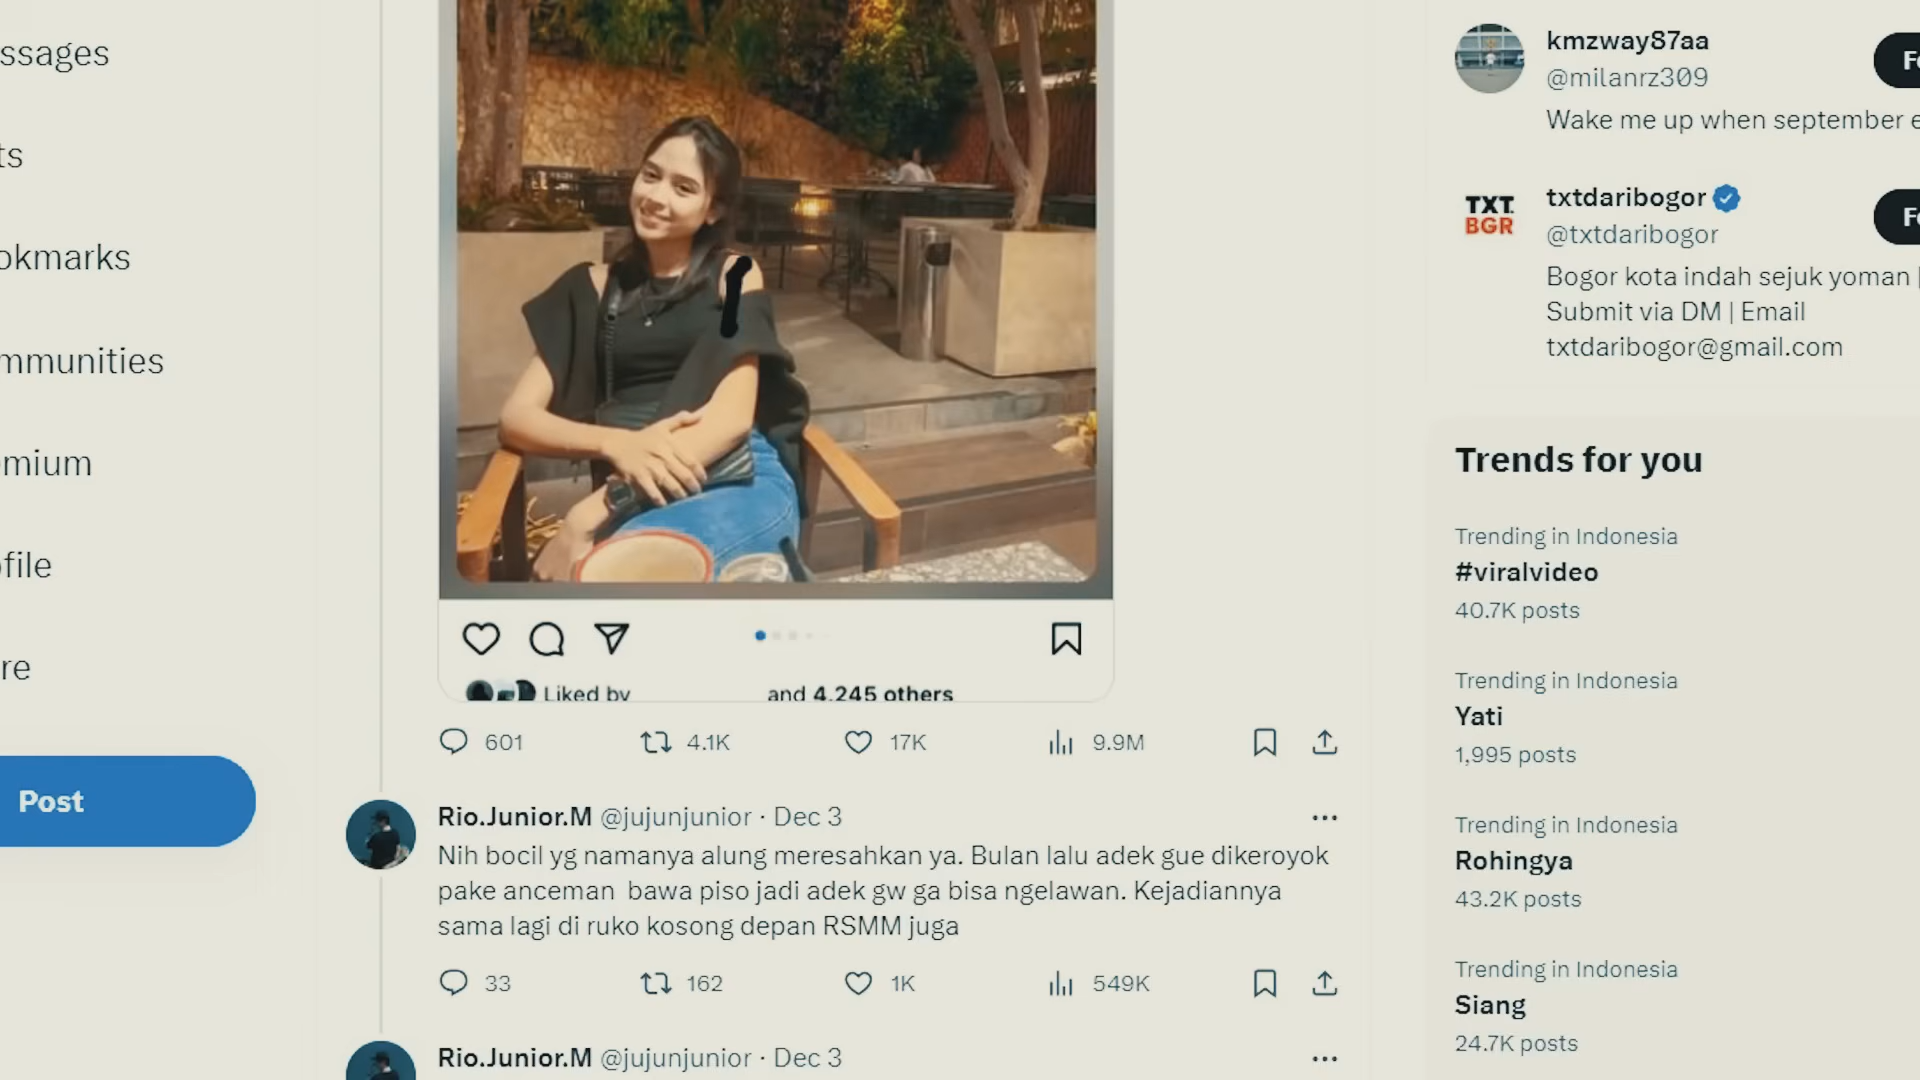 ssages
ts
okmarks
mmunities
mium
ofile
re
Post
Liked by and 4.245 others
601 4.1K 17K 9.9M
Rio.Junior.M @jujunjunior · Dec 3
Nih bocil yg namanya alung meresahkan ya. Bulan lalu adek gue dikeroyok
pake anceman bawa piso jadi adek gw ga bisa ngelawan. Kejadiannya
sama lagi di ruko kosong depan RSMM juga
33 162 1K 549K
Rio.Junior.M @jujunjunior · Dec 3
kmzway87aa
@milanrz309
Fo
Wake me up when september e
TXT
BGR
txtdaribogor
@txtdaribogor
Fo
Bogor kota indah sejuk yoman |
Submit via DM | Email
txtdaribogor@gmail.com
Trends for you
Trending in Indonesia
#viralvideo
40.7K posts
Trending in Indonesia
Yati
1,995 posts
Trending in Indonesia
Rohingya
43.2K posts
Trending in Indonesia
Siang
24.7K posts